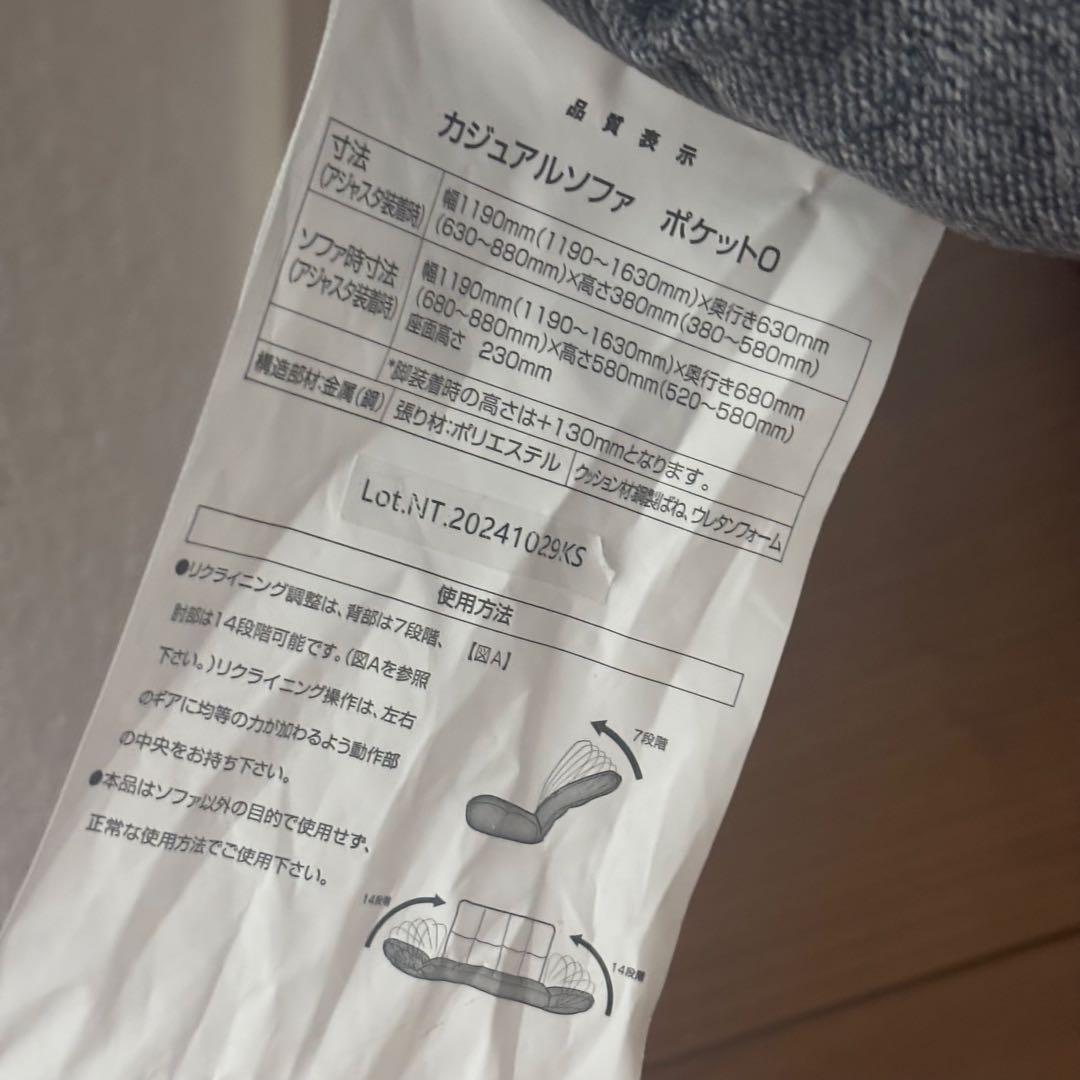 品質表示
カジュアルソファ ポケット0
寸法
(アジャスタ装着時)
幅1190mm(1190~1630mm)×奥行き630mm
(630~880mm)×高さ380mm(380~580mm)
ソファ時寸法
(アジャスタ装着時)
幅1190mm(1190~1630mm)×奥行き680mm
(680~880mm)×高さ580mm(520~580mm)
座面高さ 230mm
*脚装着時の高さは+130mmとなります。
構造部材:金属(鋼)
張り材:ポリエステル
クッション材:鋼製ばね、ウレタンフォーム
Lot.NT.20241029KS
使用方法
●リクライニング調整は、背部は7段階、
肘部は14段階可能です。(図Aを参照
下さい。)リクライニング操作は、左右
のギアに均等の力が加わるよう動作部
の中央をお持ち下さい。
●本品はソファ以外の目的で使用せず、
正常な使用方法でご使用下さい。
【図A】
7段階
14段階
14段階